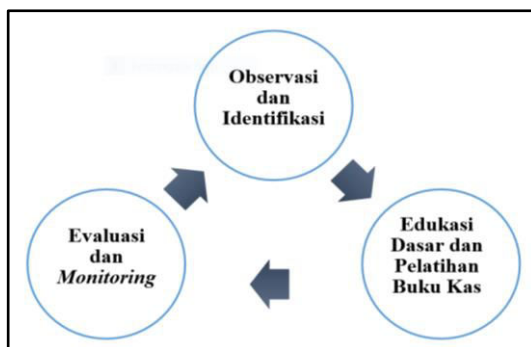 Observasi
dan
Identifikasi
Edukasi
Dasar dan
Pelatihan
Buku Kas
Evaluasi
dan
Monitoring